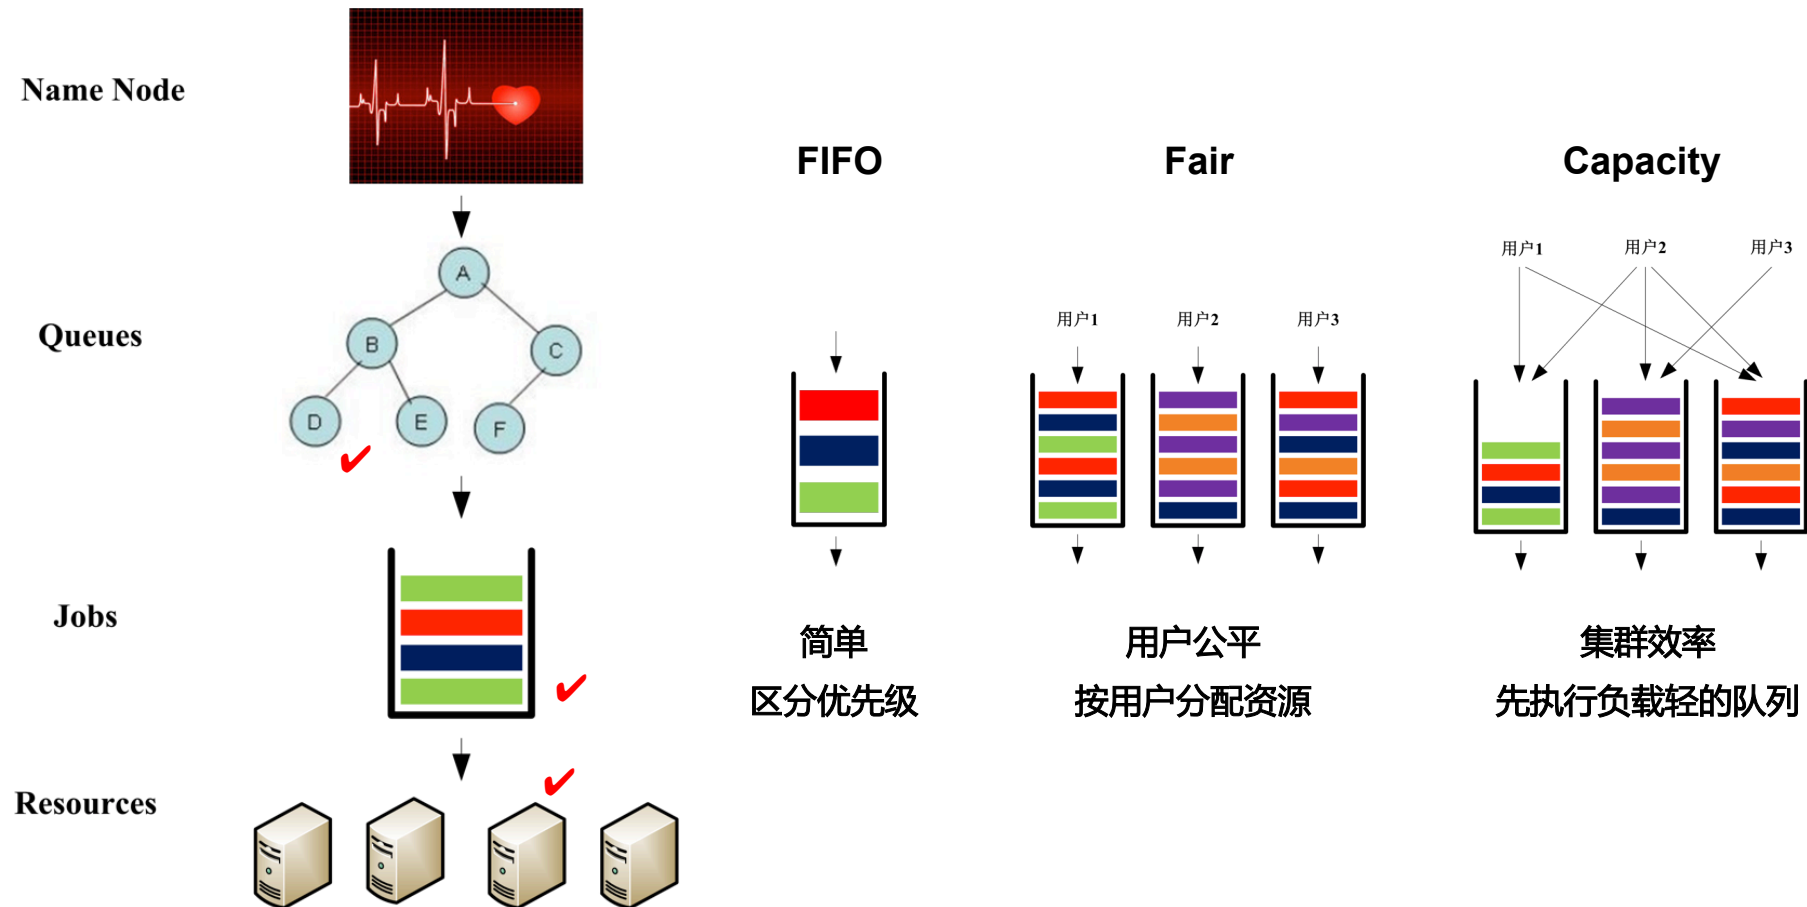 Name Node
Queues
A
B
C
D
E
F
Jobs
Resources
FIFO
简单
区分优先级
Fair
用户1
用户2
用户3
用户公平
按用户分配资源
Capacity
用户1
用户2
用户3
集群效率
先执行负载轻的队列